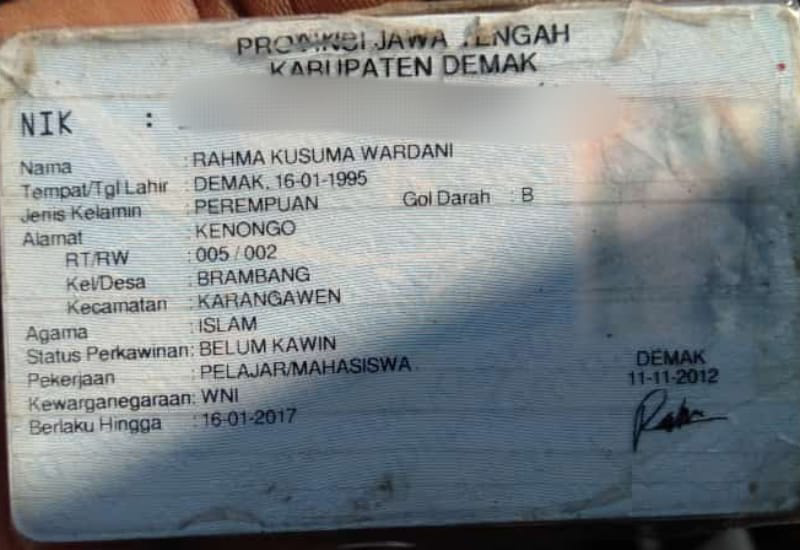 PROVINSI JAWA TENGAH
KABUPATEN DEMAK
NIK :
Nama : RAHMA KUSUMA WARDANI
Tempat/Tgl Lahir : DEMAK, 16-01-1995
Jenis Kelamin : PEREMPUAN Gol Darah : B
Alamat : KENONGO
RT/RW : 005 / 002
Kel/Desa : BRAMBANG
Kecamatan : KARANGAWEN
Agama : ISLAM
Status Perkawinan: BELUM KAWIN
Pekerjaan : PELAJAR/MAHASISWA
Kewarganegaraan: WNI
Berlaku Hingga : 16-01-2017
DEMAK
11-11-2012